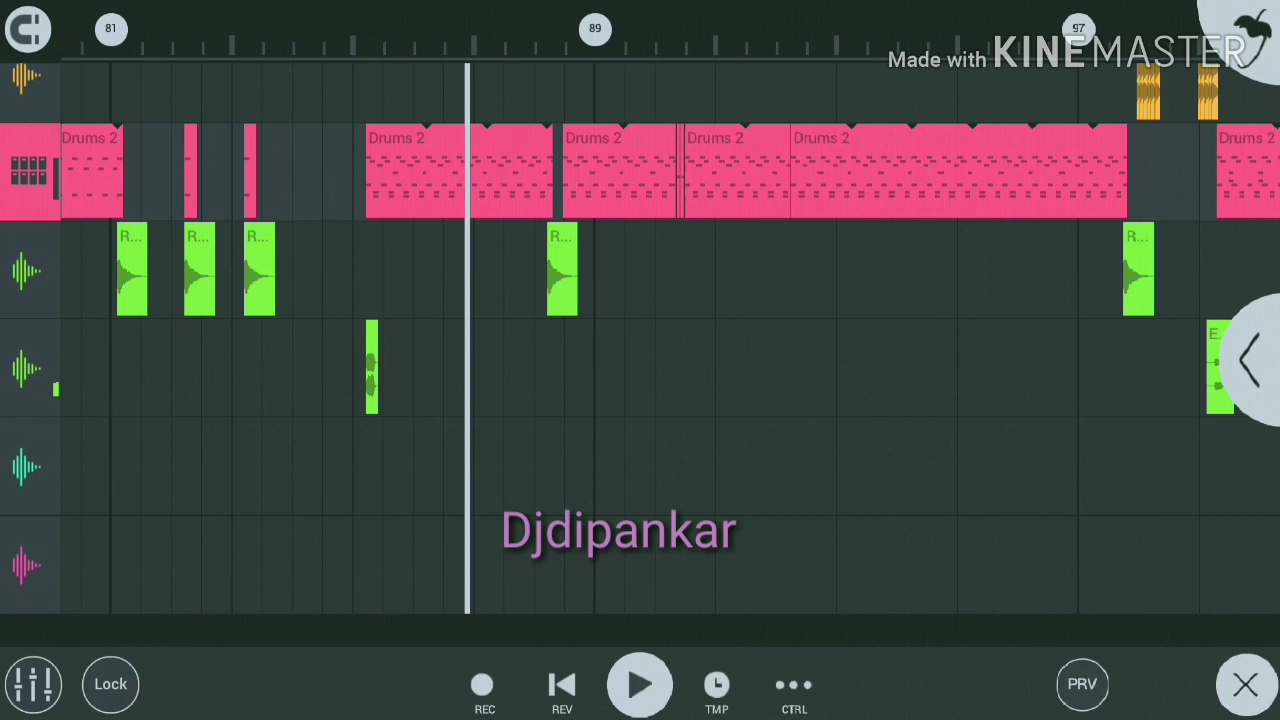 81 89 97
Made with KINEMASTER
Drums 2 Drums 2 Drums 2 Drums 2 Drums 2 Drums 2
R... R... R... R... R...
E.
Djdipankar
Lock REC REV TMP CTRL PRV